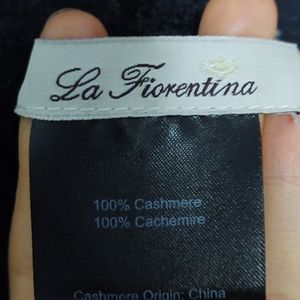 La Fiorentina
100% Cashmere
100% Cachemire
Cashmere Origin: China